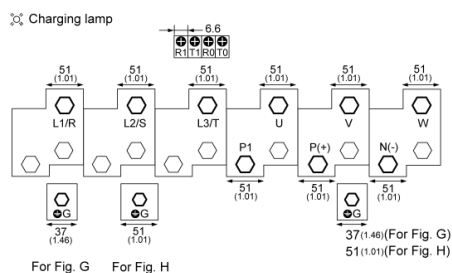 Charging lamp
6.6
R1 T1 R0 T0
51 51 51 51 51 51
(1.01) (1.01) (1.01) (1.01) (1.01) (1.01)
L1/R L2/S L3/T U V W
P1 P(+) N(-)
51 51 51
(1.01) (1.01) (1.01)
G G G
37 51
(1.46) (1.01)
37(1.46)(For Fig. G)
51(1.01)(For Fig. H)
For Fig. G For Fig. H